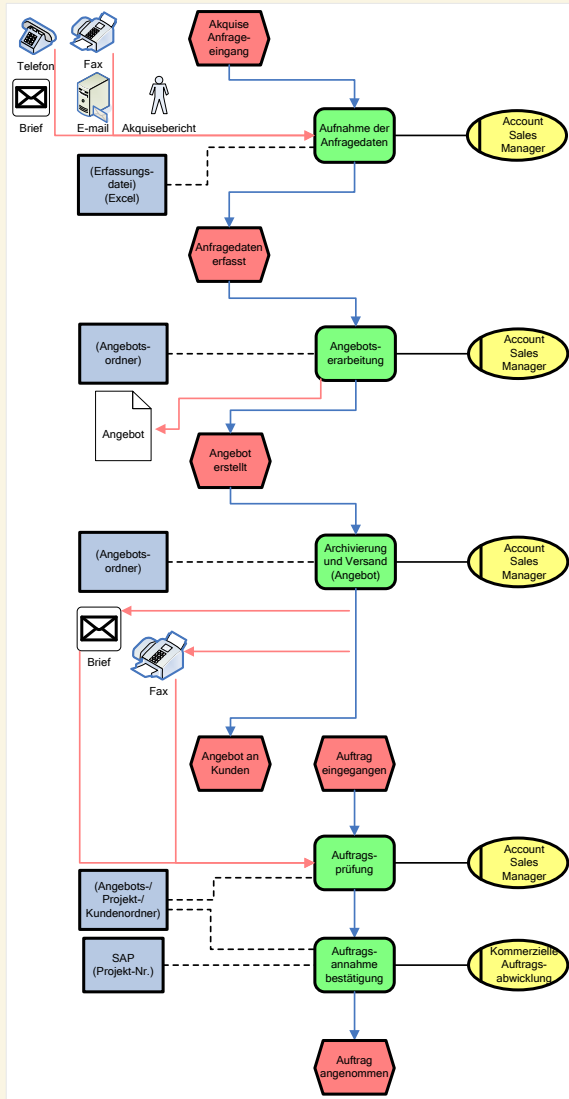 Akquise
Anfrage-
eingang
Telefon
Fax
Brief
E-mail
Akquisebericht
Aufnahme der
Anfragedaten
Account
Sales
Manager
(Erfassungs-
datei)
(Excel)
Anfragedaten
erfasst
(Angebots-
ordner)
Angebots-
erarbeitung
Account
Sales
Manager
Angebot
Angebot
erstellt
(Angebots-
ordner)
Archivierung
und Versand
(Angebot)
Account
Sales
Manager
Brief
Fax
Angebot an
Kunden
Auftrag
eingegangen
Auftrags-
prüfung
Account
Sales
Manager
(Angebots-/
Projekt-/
Kundenordner)
SAP
(Projekt-Nr.)
Auftrags-
annahme
bestätigung
Kommerzielle
Auftrags-
abwicklung
Auftrag
angenommen